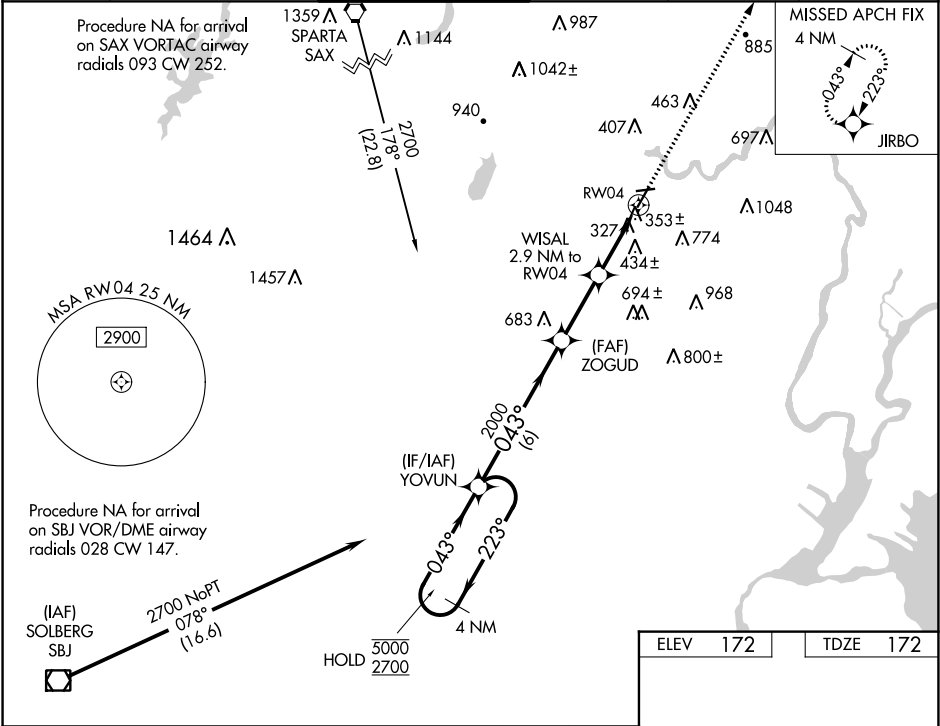 Procedure NA for arrival
on SAX VORTAC airway
radials 093 CW 252.
1359
SPARTA
SAX
1144
987
1042±
885
MISSED APCH FIX
4 NM
043°
223°
JIRBO
940
463
407
697
2700
178°
(22.8)
RW04
1048
353±
327
774
434±
1464
1457
WISAL
2.9 NM to
RW04
694±
968
683
MSA RW04 25 NM
2900
(FAF)
ZOGUD
800±
2000
043°
(6)
(IF/IAF)
YOVUN
Procedure NA for arrival
on SBJ VOR/DME airway
radials 028 CW 147.
043°
223°
2700 NoPT
078°
(16.6)
(IAF)
SOLBERG
SBJ
4 NM
HOLD
5000
2700
ELEV 172
TDZE 172